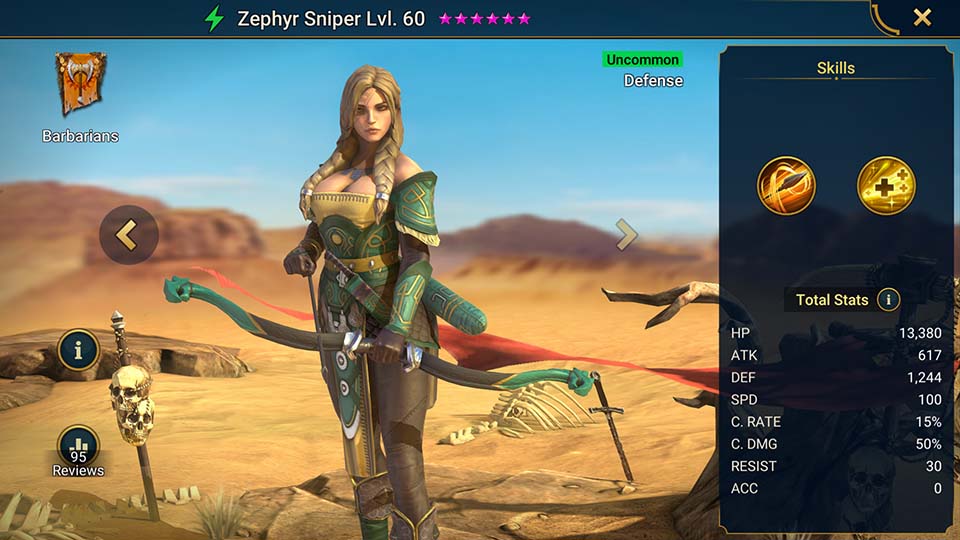 Zephyr Sniper Lvl. 60
Barbarians
Uncommon
Defense
Skills
Total Stats
HP 13,380
ATK 617
DEF 1,244
SPD 100
C. RATE 15%
C. DMG 50%
RESIST 30
ACC 0
95
Reviews